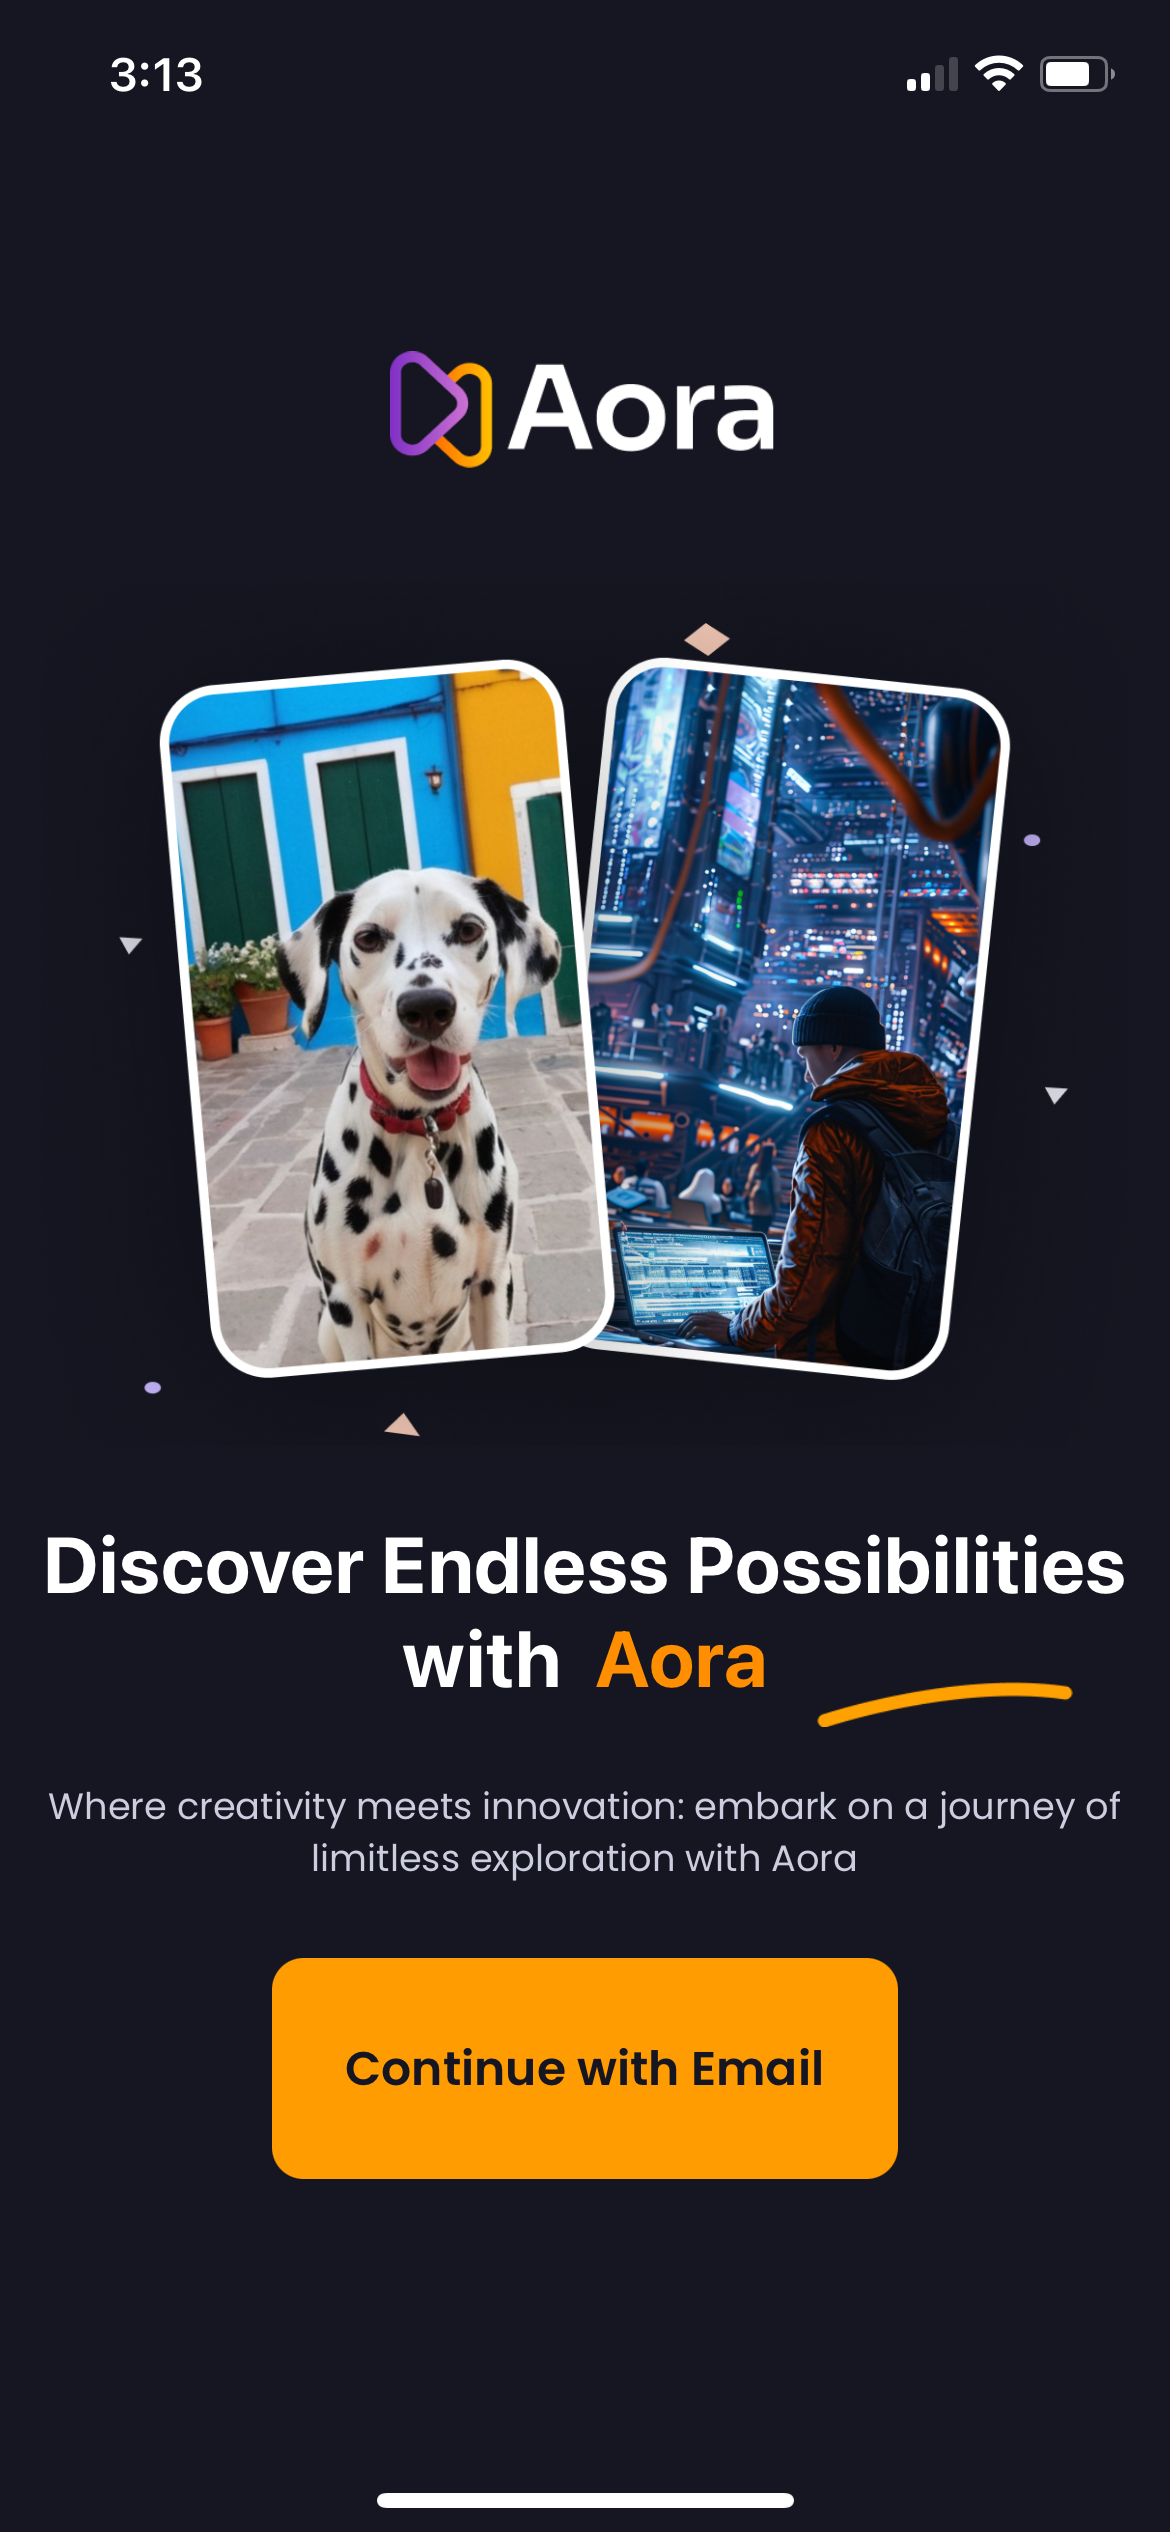 3:13
Aora
Discover Endless Possibilities
with Aora
Where creativity meets innovation: embark on a journey of
limitless exploration with Aora
Continue with Email